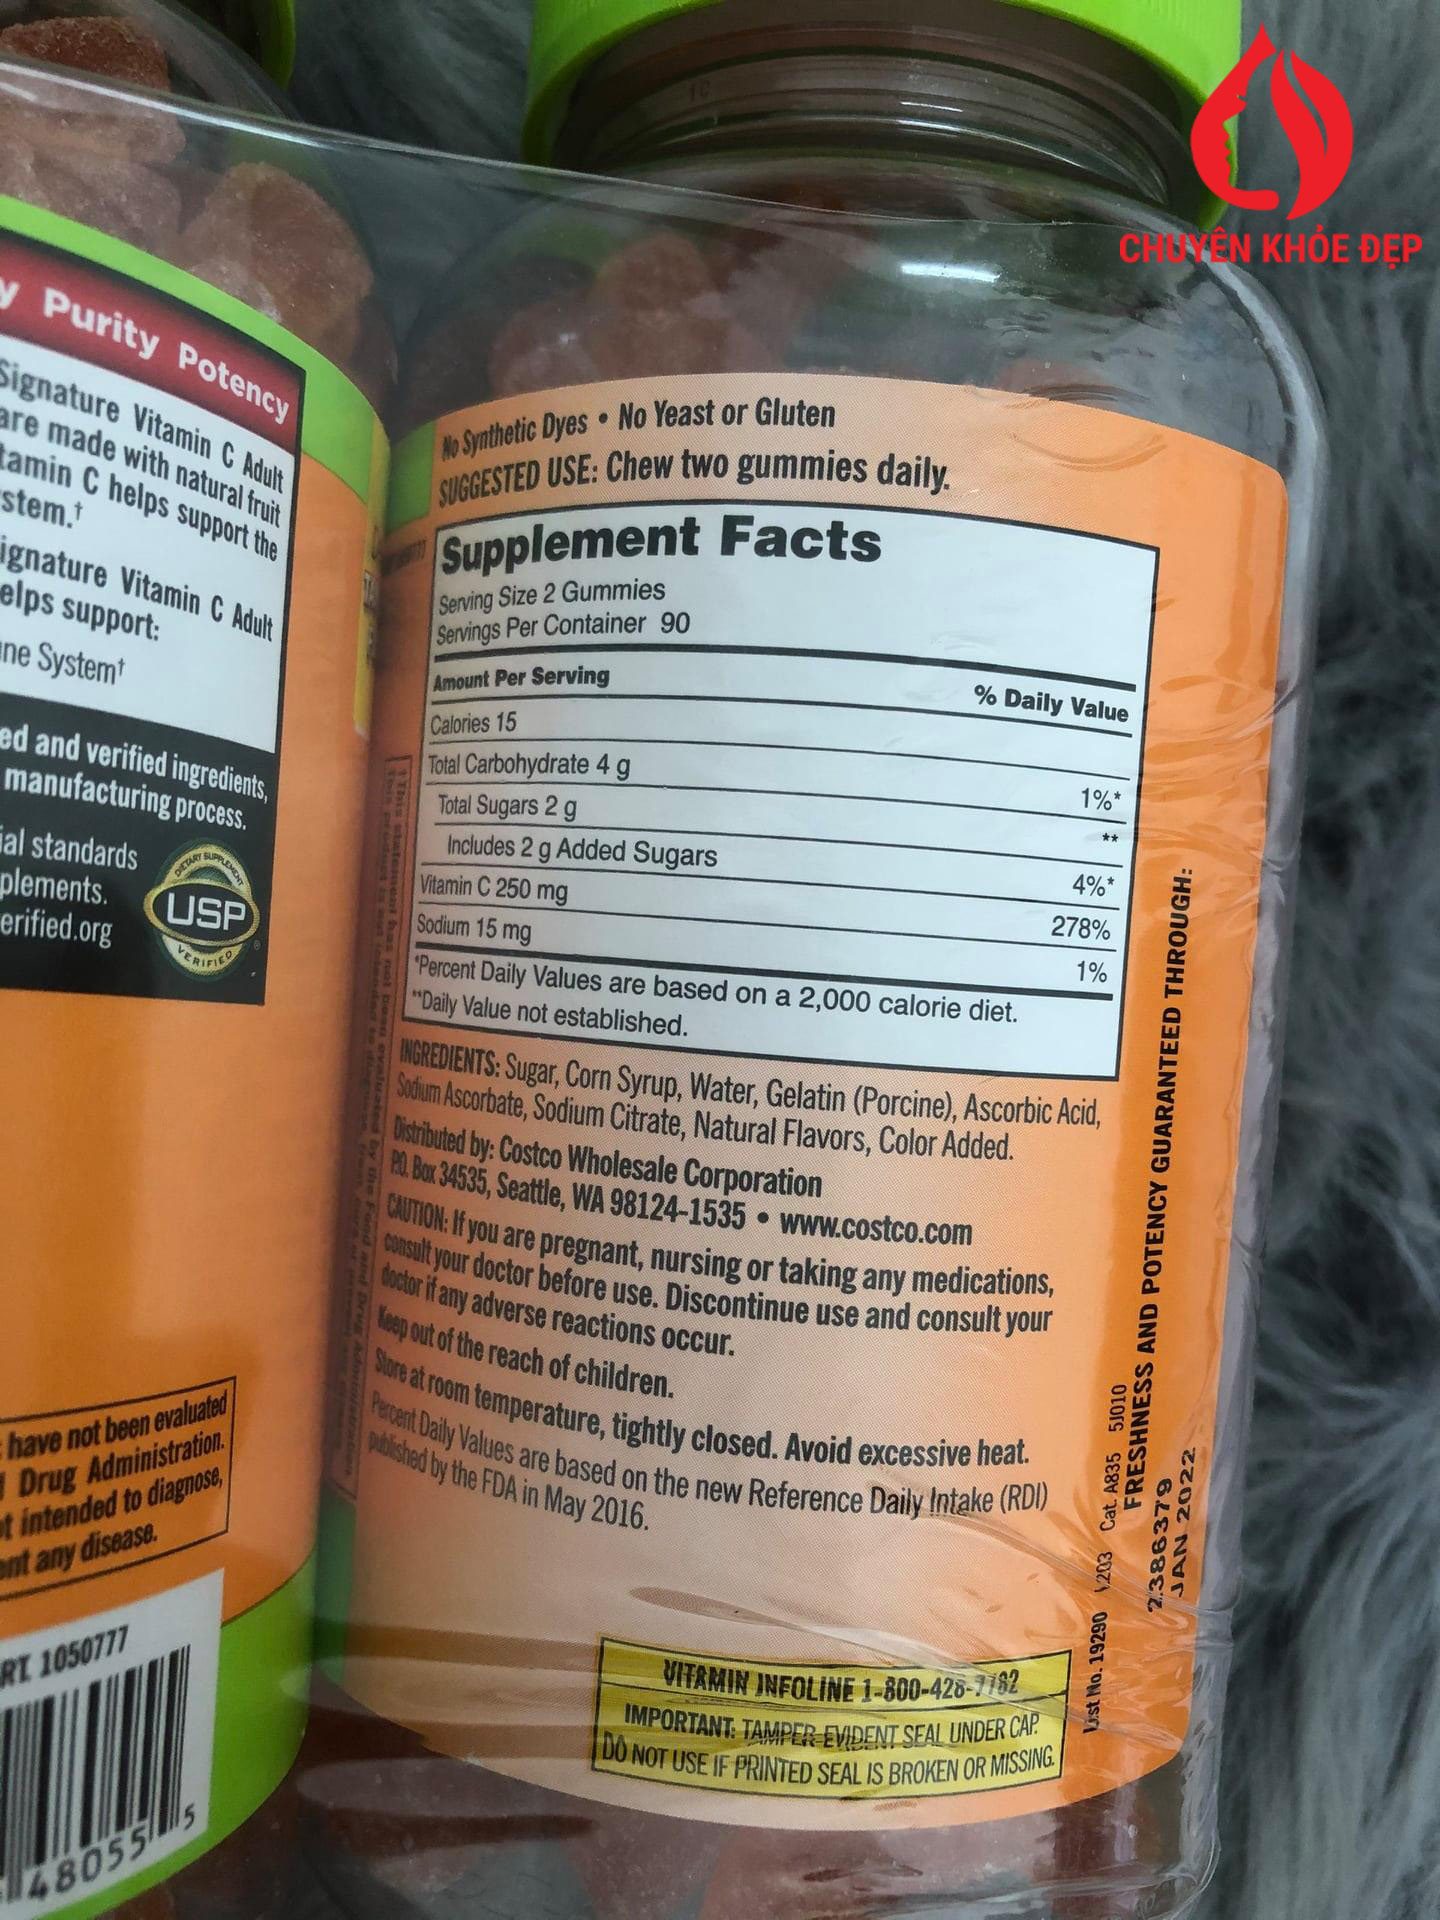 CHUYÊN KHỎE ĐẸP
y Purity Potency
Signature Vitamin C Adult
are made with natural fruit
tamin C helps support the
stem.†
ignature Vitamin C Adult
elps support:
ne System†
ed and verified ingredients,
manufacturing process.
ial standards
plements.
erified.org
DIETARY SUPPLEMENT
USP
VERIFIED
have not been evaluated
Drug Administration.
ot intended to diagnose,
ent any disease.
RT. 1050777
48055 5
No Synthetic Dyes • No Yeast or Gluten
SUGGESTED USE: Chew two gummies daily.
Supplement Facts
Serving Size 2 Gummies
Servings Per Container 90
Amount Per Serving % Daily Value
Calories 15
Total Carbohydrate 4 g 1%*
Total Sugars 2 g **
Includes 2 g Added Sugars 4%*
Vitamin C 250 mg 278%
Sodium 15 mg 1%
*Percent Daily Values are based on a 2,000 calorie diet.
**Daily Value not established.
INGREDIENTS: Sugar, Corn Syrup, Water, Gelatin (Porcine), Ascorbic Acid,
Sodium Ascorbate, Sodium Citrate, Natural Flavors, Color Added.
Distributed by: Costco Wholesale Corporation
P.O. Box 34535, Seattle, WA 98124-1535 • www.costco.com
CAUTION: If you are pregnant, nursing or taking any medications,
consult your doctor before use. Discontinue use and consult your
doctor if any adverse reactions occur.
Keep out of the reach of children.
Store at room temperature, tightly closed. Avoid excessive heat.
Percent Daily Values are based on the new Reference Daily Intake (RDI)
published by the FDA in May 2016.
VITAMIN INFOLINE 1-800-428-7782
IMPORTANT: TAMPER-EVIDENT SEAL UNDER CAP.
DO NOT USE IF PRINTED SEAL IS BROKEN OR MISSING.
List No. 19290 1203 Cat. A835 5J010
FRESHNESS AND POTENCY GUARANTEED THROUGH:
2386379
JAN 2022